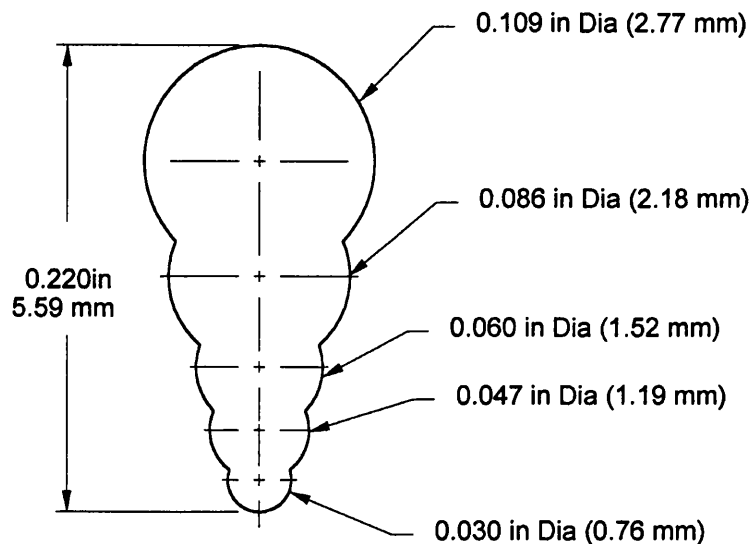 0.109 in Dia (2.77 mm)
0.086 in Dia (2.18 mm)
0.220in
5.59 mm
0.060 in Dia (1.52 mm)
0.047 in Dia (1.19 mm)
0.030 in Dia (0.76 mm)